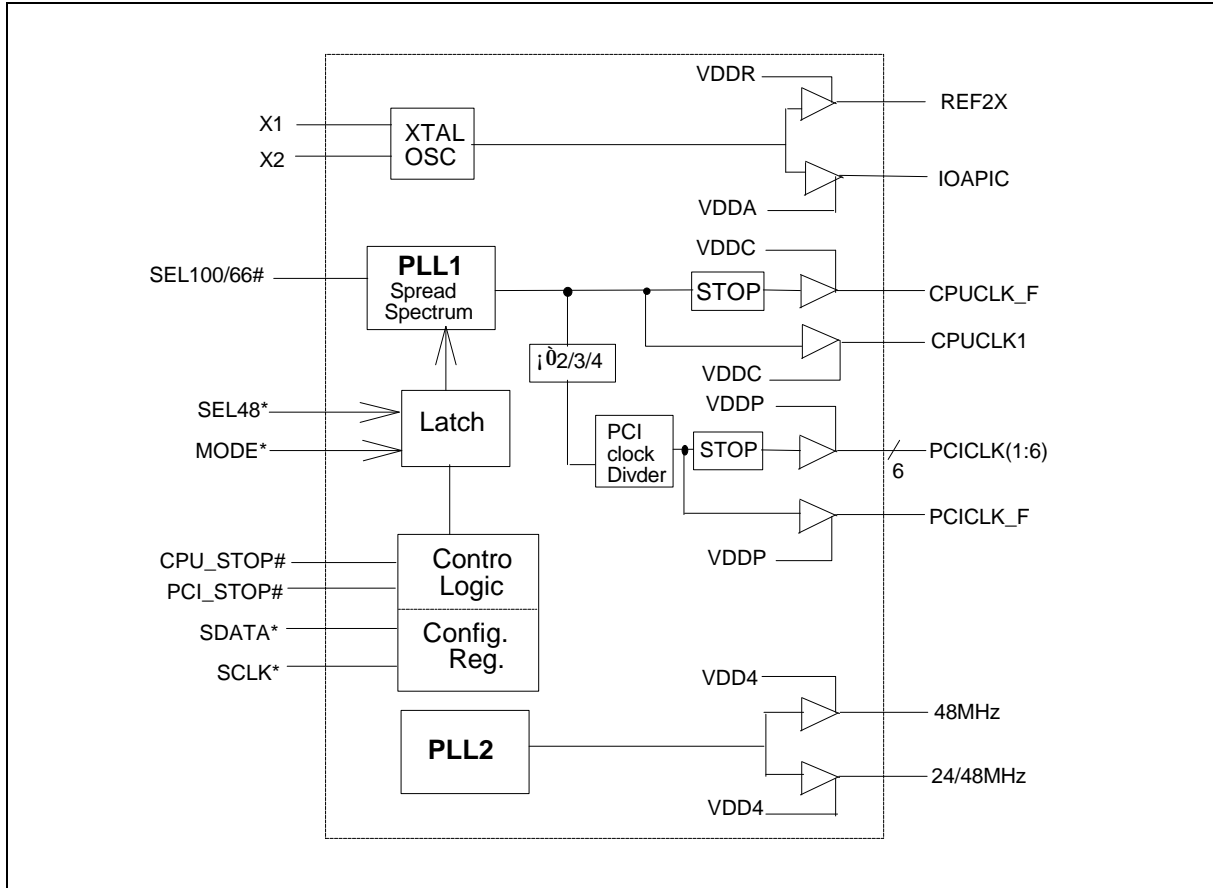 VDDR
REF2X
X1
XTAL
OSC
X2
IOAPIC
VDDA
VDDC
SEL100/66#
PLL1
Spread
Spectrum
STOP
CPUCLK_F
CPUCLK1
¡Ò2/3/4
VDDC
SEL48*
Latch
VDDP
MODE*
PCI
clock
Divder
STOP
PCICLK(1:6)
6
PCICLK_F
CPU_STOP#
Contro
Logic
VDDP
PCI_STOP#
SDATA*
Config.
Reg.
SCLK*
VDD4
48MHz
PLL2
24/48MHz
VDD4